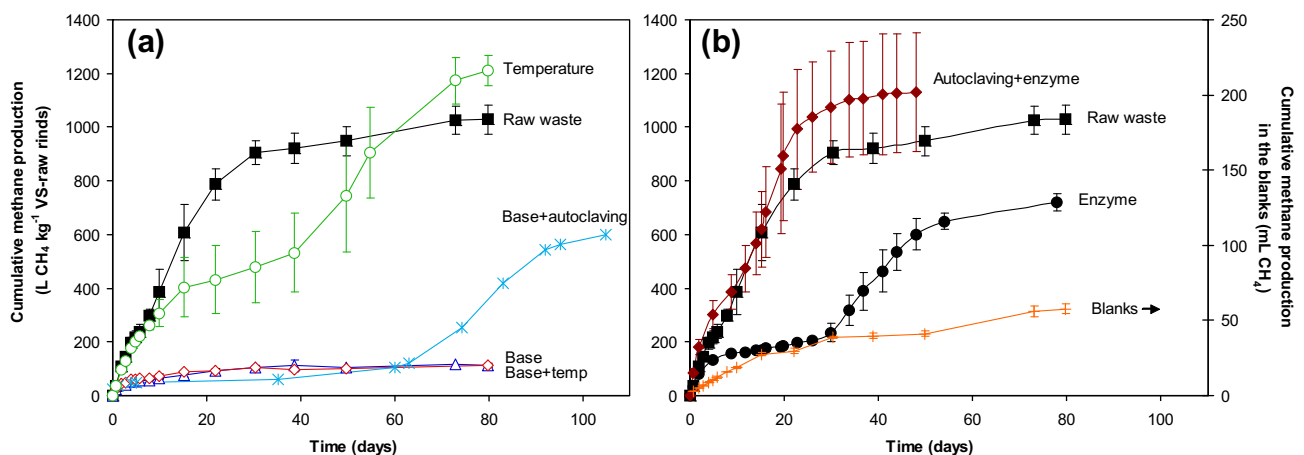 (a)
Cumulative methane production
(L CH4 kg-1 VS-raw rinds)
1400
1200
1000
800
600
400
200
0
0 20 40 60 80 100
Time (days)
Temperature
Raw waste
Base+autoclaving
Base
Base+temp
(b)
1400
1200
1000
800
600
400
200
0
0 20 40 60 80 100
Time (days)
Autoclaving+enzyme
Raw waste
Enzyme
Blanks
250
200
150
100
50
0
Cumulative methane production
in the blanks (mL CH4)